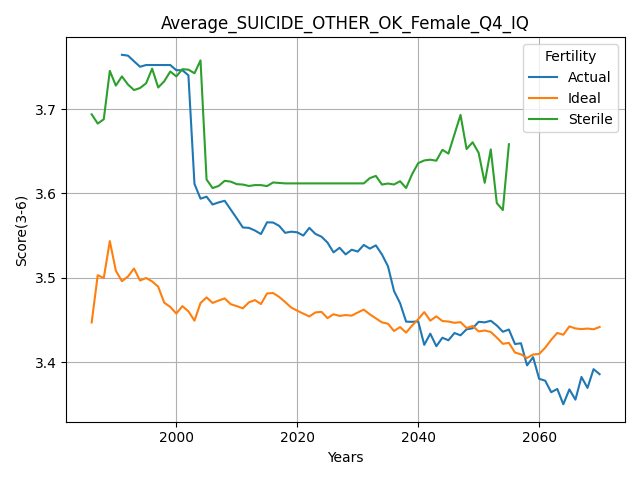 Average_SUICIDE_OTHER_OK_Female_Q4_IQ
Fertility
Actual
Ideal
Sterile
Score(3-6)
3.7
3.6
3.5
3.4
2000
2020
2040
2060
Years